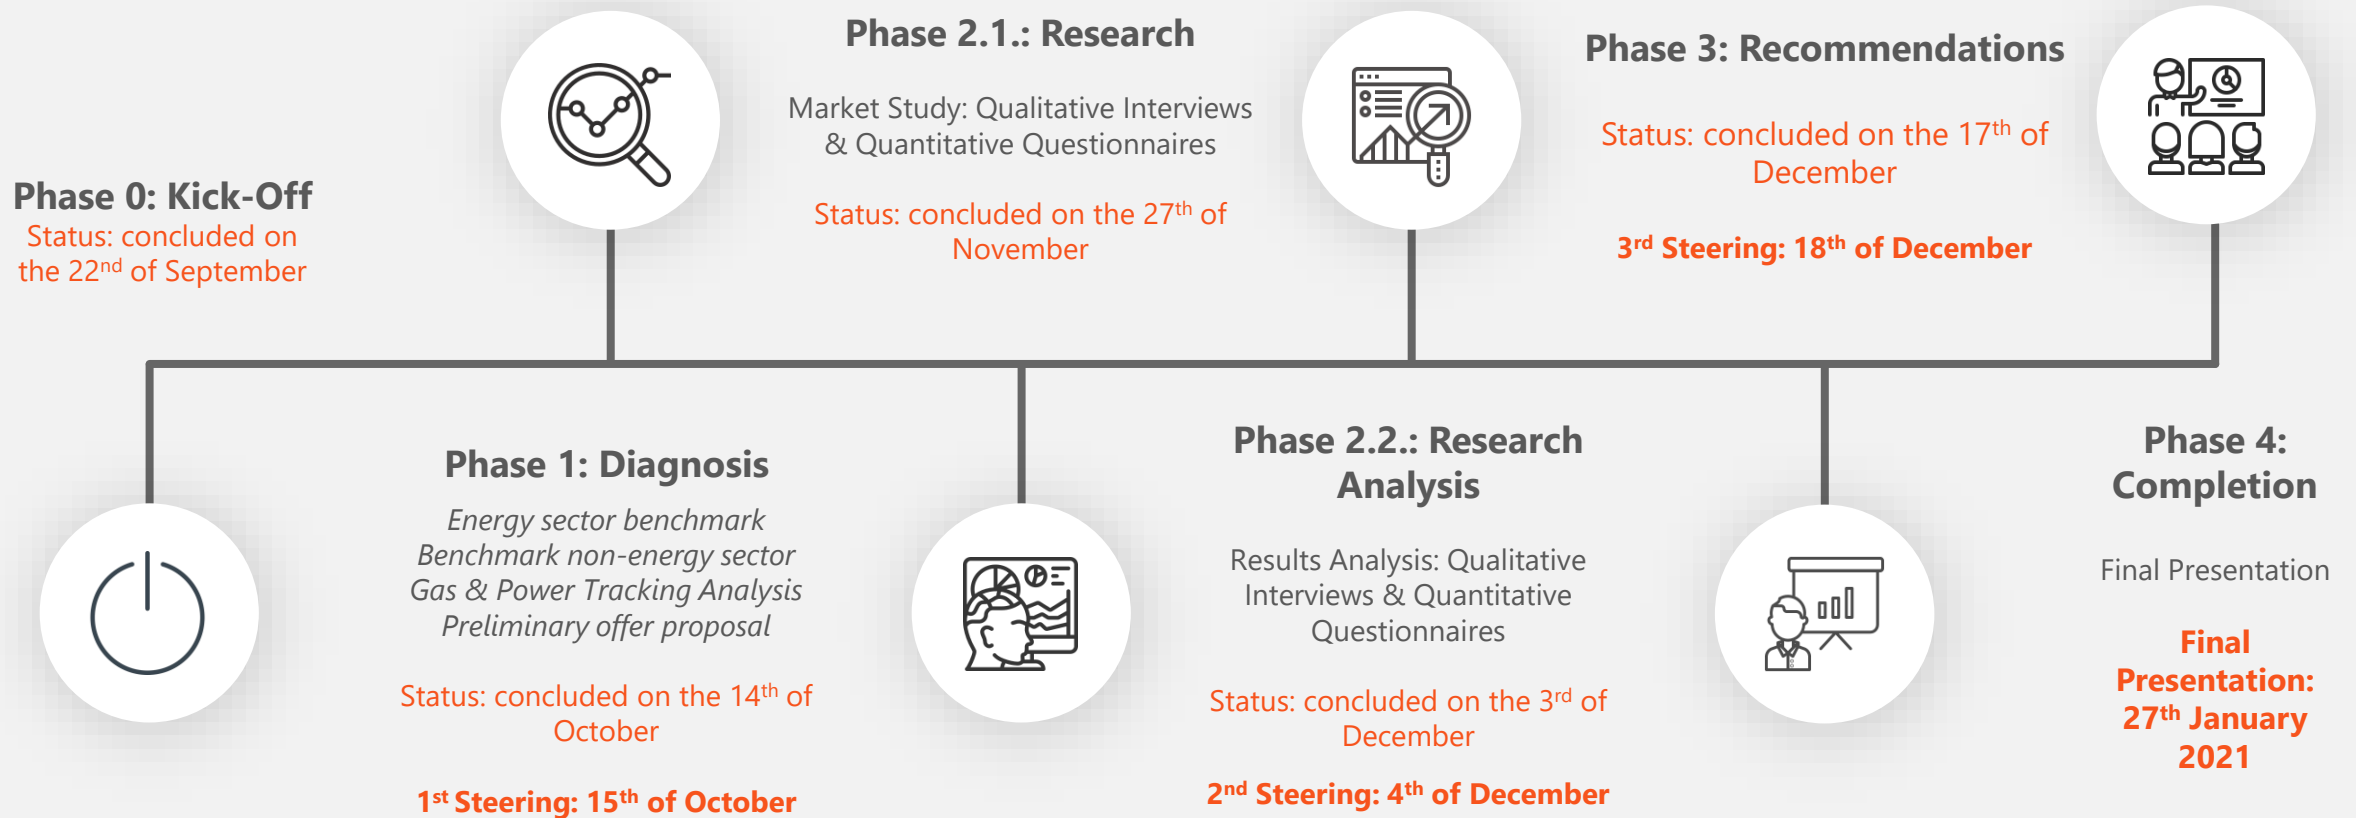 Phase 0: Kick-Off
Status: concluded on
the 22nd of September
Phase 1: Diagnosis
Energy sector benchmark
Benchmark non-energy sector
Gas & Power Tracking Analysis
Preliminary offer proposal
Status: concluded on the 14th of
October
1st Steering: 15th of October
Phase 2.1.: Research
Market Study: Qualitative Interviews
& Quantitative Questionnaires
Status: concluded on the 27th of
November
Phase 2.2.: Research
Analysis
Results Analysis: Qualitative
Interviews & Quantitative
Questionnaires
Status: concluded on the 3rd of
December
2nd Steering: 4th of December
Phase 3: Recommendations
Status: concluded on the 17th of
December
3rd Steering: 18th of December
Phase 4:
Completion
Final Presentation
Final
Presentation:
27th January
2021